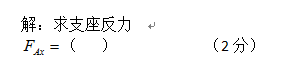 解：求支座反力 ↵
F_Ax =（ ） （2 分）